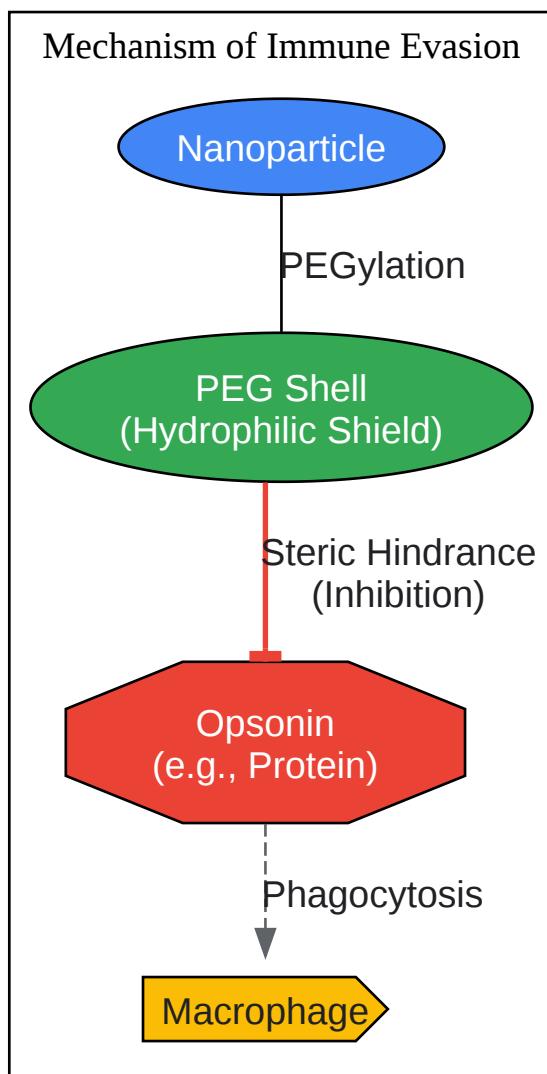 Mechanism of Immune Evasion
Nanoparticle
PEGylation
PEG Shell
(Hydrophilic Shield)
Steric Hindrance
(Inhibition)
Opsonin
(e.g., Protein)
Phagocytosis
Macrophage